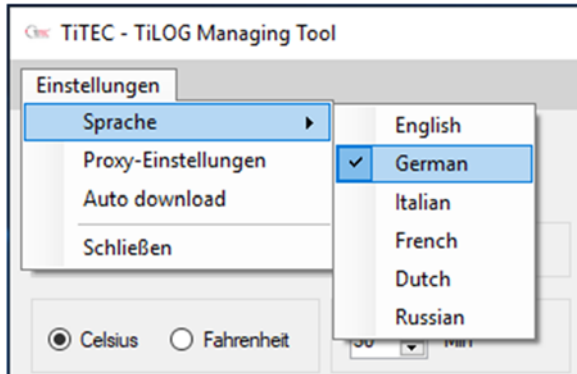 TiTEC - TiLOG Managing Tool
Einstellungen
Sprache
Proxy-Einstellungen
Auto download
Schließen
English
German
Italian
French
Dutch
Russian
Celsius
Fahrenheit